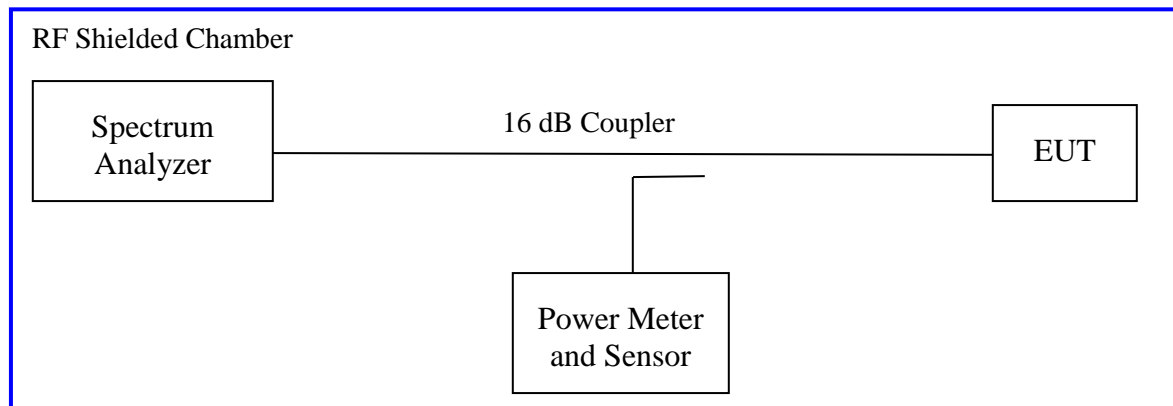 RF Shielded Chamber
Spectrum
Analyzer
16 dB Coupler
EUT
Power Meter
and Sensor